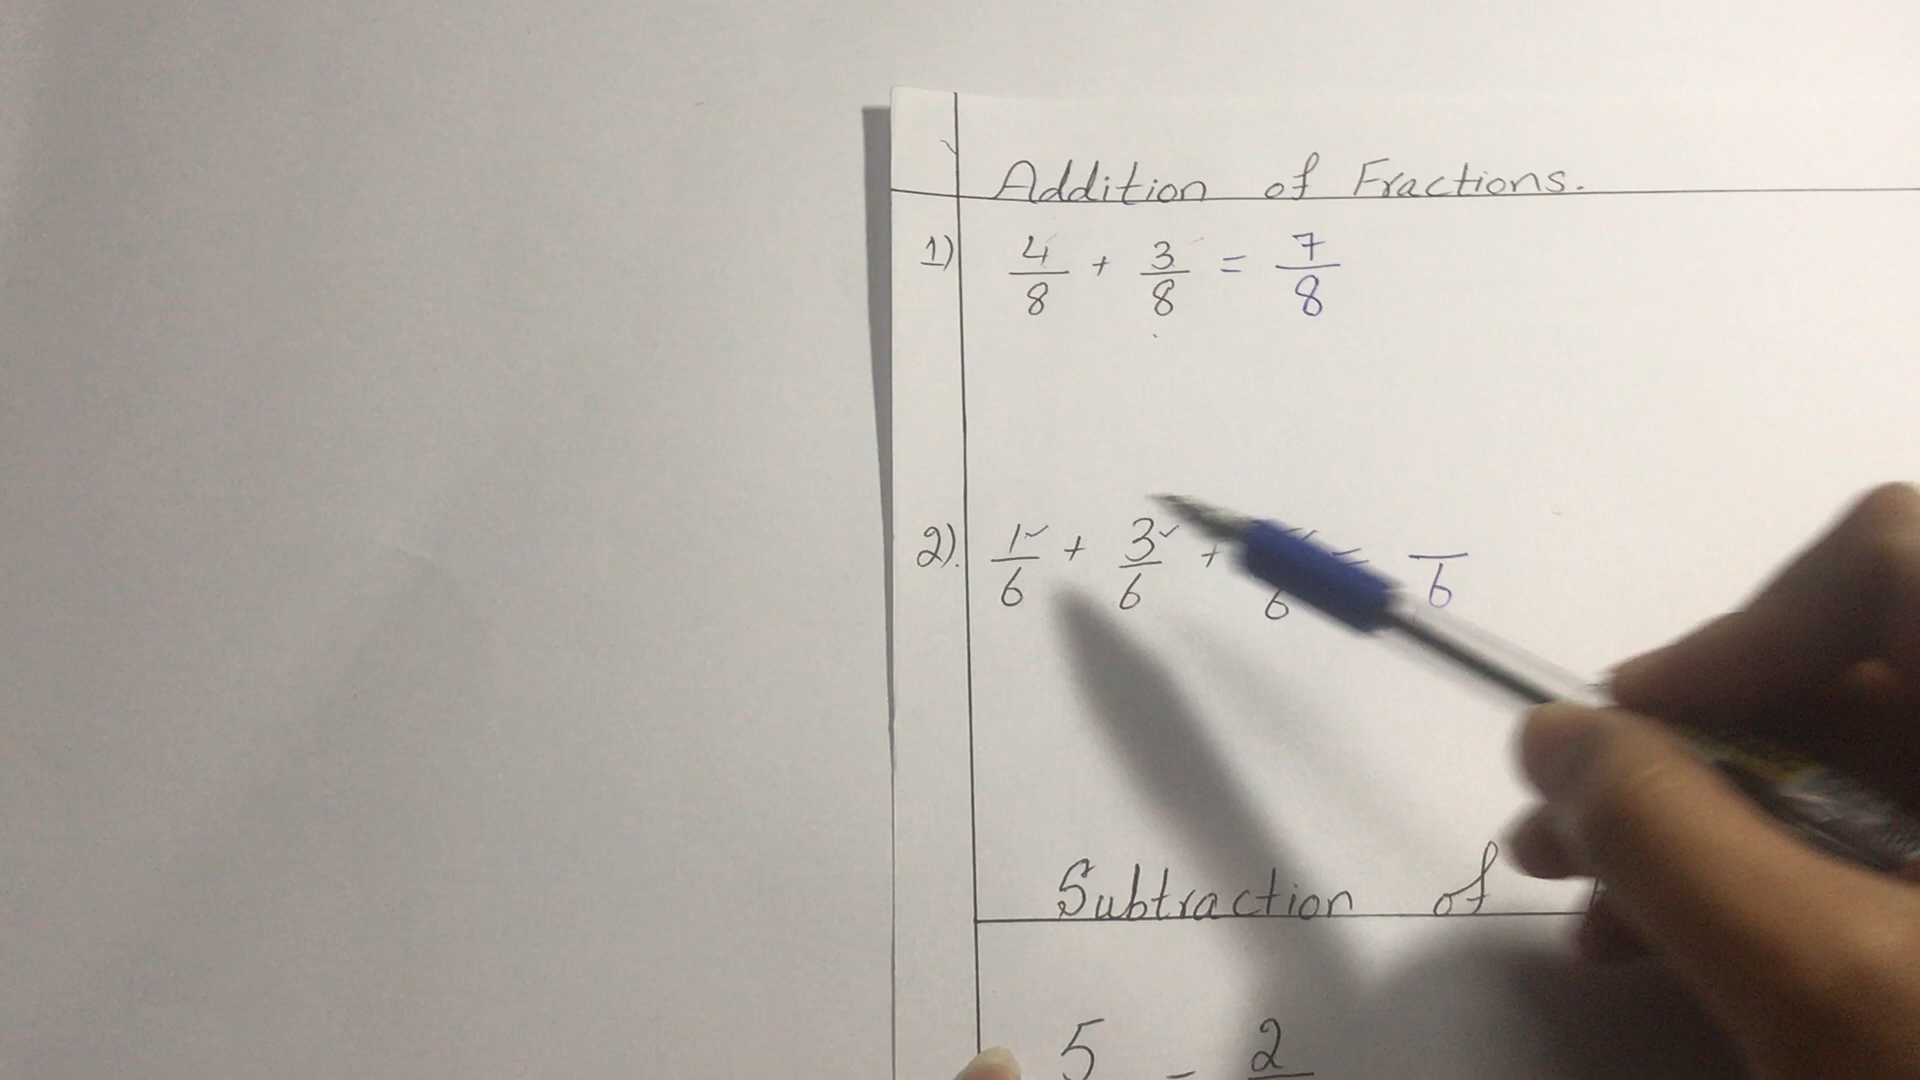 Addition of Fractions.
1) 4/8 + 3/8 = 7/8
2). 1/6 + 3/6 + /6 = /6
Subtraction of
5 - 2